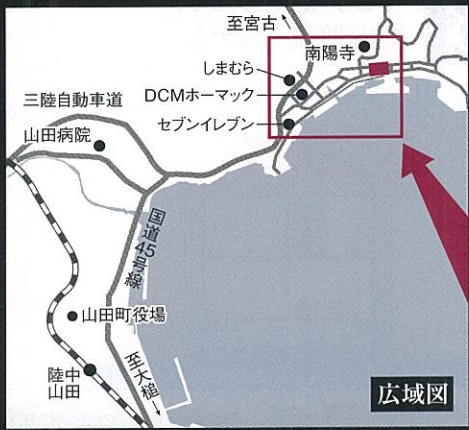 至宮古
南陽寺
しまむら
DCMホーマック
セブンイレブン
三陸自動車道
山田病院
国道45号線
山田町役場
陸中
山田
至大槌
広域図